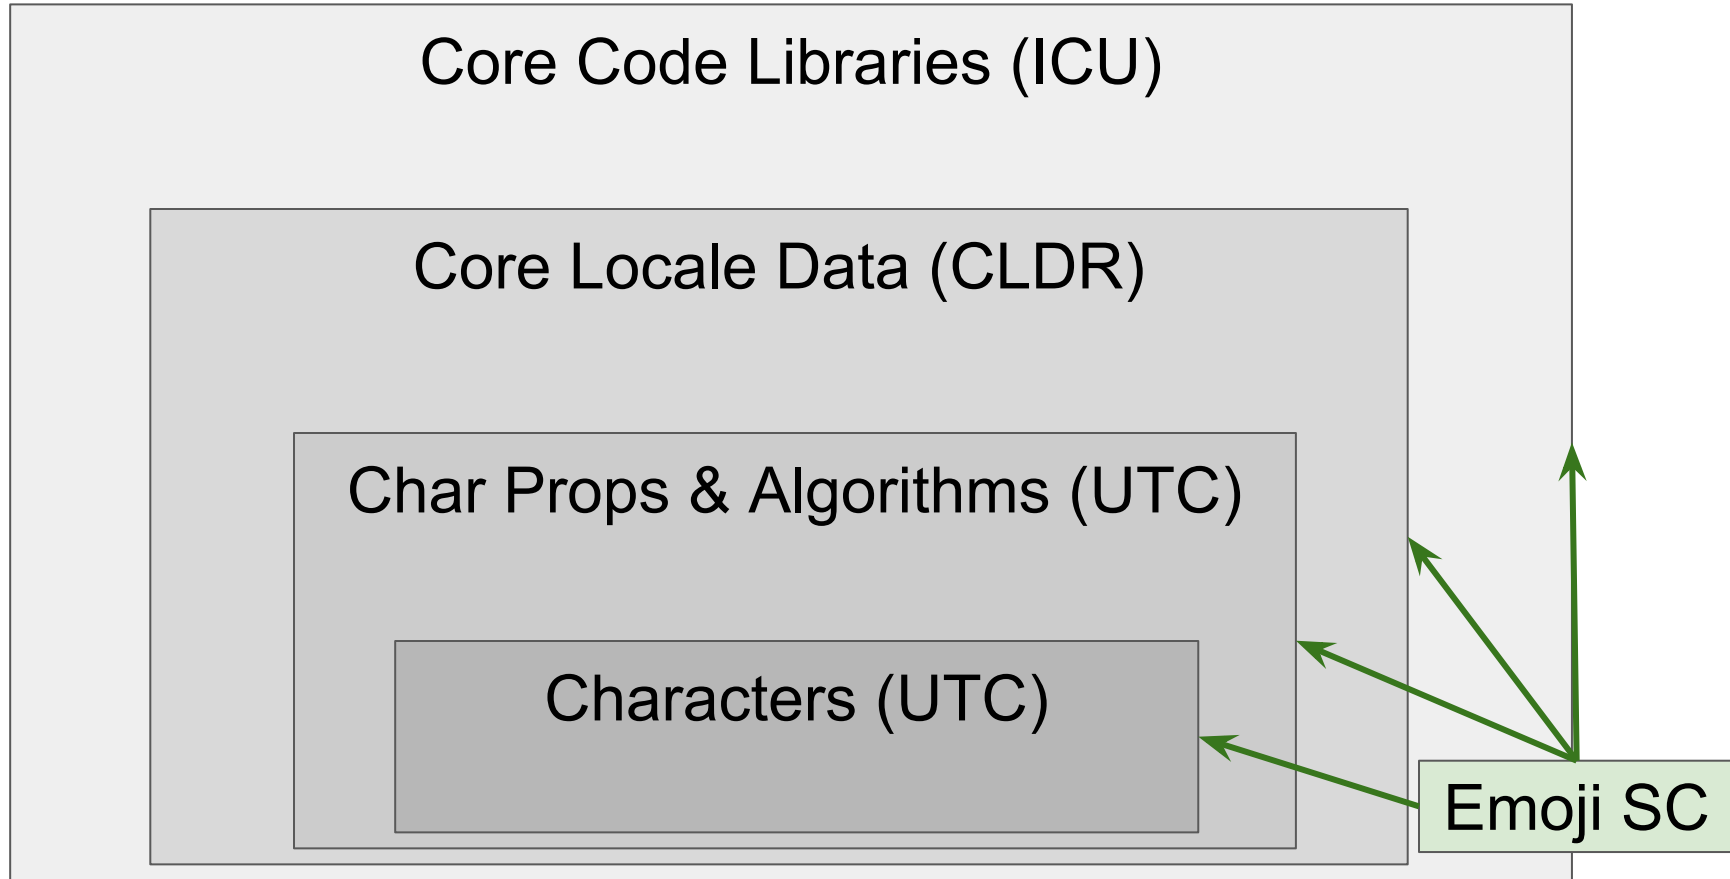 Core Code Libraries (ICU)
Core Locale Data (CLDR)
Char Props & Algorithms (UTC)
Characters (UTC)
Emoji SC